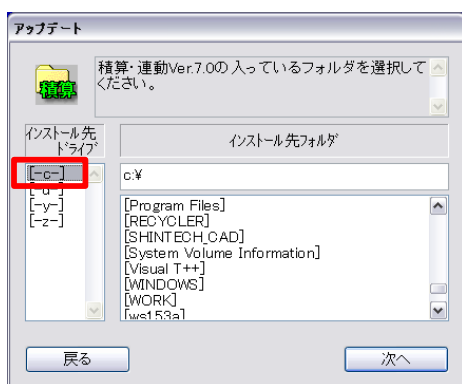 アップデート
積算･連動Ver.7.0の入っているフォルダを選択して
ください。
積算
インストール先
ﾄﾞﾗｲﾌﾞ
インストール先フォルダ
[-c-]
[-d-]
[-y-]
[-z-]
c:¥
[Program Files]
[RECYCLER]
[SHINTECH_CAD]
[System Volume Information]
[Visual T++]
[WINDOWS]
[WORK]
[ws153a]
戻る
次へ